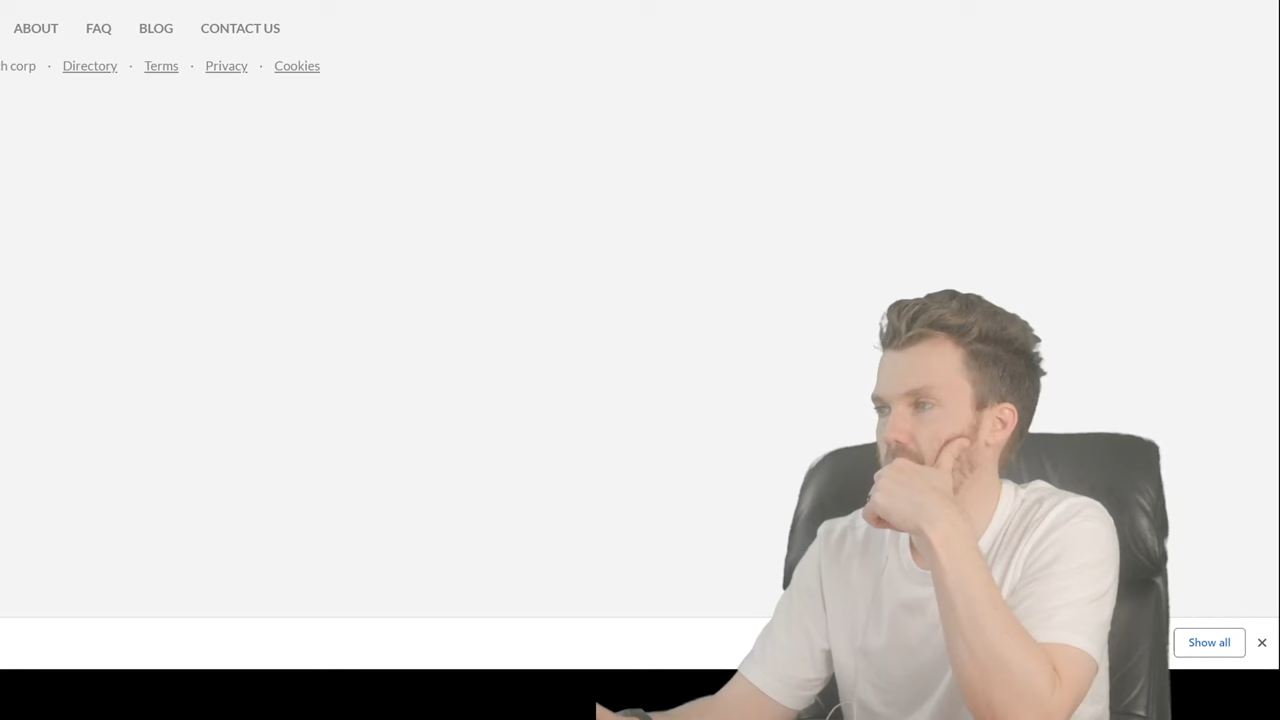 ABOUT FAQ BLOG CONTACT US
h corp · Directory · Terms · Privacy · Cookies
Show all